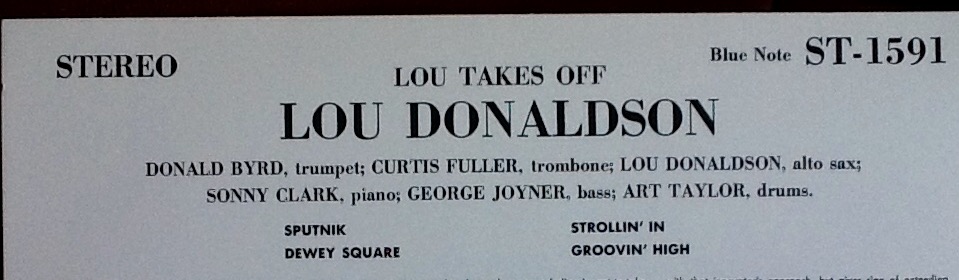 STEREO
Blue Note ST-1591
LOU TAKES OFF
LOU DONALDSON
DONALD BYRD, trumpet; CURTIS FULLER, trombone; LOU DONALDSON, alto sax;
SONNY CLARK, piano; GEORGE JOYNER, bass; ART TAYLOR, drums.
SPUTNIK
DEWEY SQUARE
STROLLIN' IN
GROOVIN' HIGH